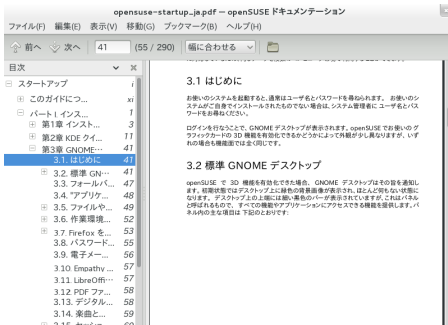 opensuse-startup_ja.pdf — openSUSE ドキュメンテーション
ファイル(F) 編集(E) 表示(V) 移動(G) ブックマーク(B) ヘルプ(H)
前へ 次へ 41 (55 / 290) 幅に合わせる
目次
スタートアップ i
このガイドにつ… xi
パート I インス… 1
第1章 インスト… 3
第2章 KDE クイ… 11
第3章 GNOME… 41
3.1. はじめに 41
3.2. 標準 GN… 41
3.3. フォールバ… 47
3.4. "アプリケ… 48
3.5. ファイルや… 49
3.6. 作業環境… 52
3.7. Firefox を… 53
3.8. パスワード… 55
3.9. 電子メー… 56
3.10. Empathy … 57
3.11. LibreOffi… 57
3.12. PDF ファ… 58
3.13. デジタル… 58
3.14. 楽曲と… 59
3.1 はじめに
お使いのシステムを起動すると、通常はユーザ名とパスワードを尋ねられます。 お使いのシ
ステムがご自身でインストールされたものでない場合は、システム管理者に ユーザ名とパス
ワードをお尋ねください。
ログインを行なうことで、GNOME デスクトップが表示されます。openSUSE でお使いの グ
ラフィックカードの 3D 機能を有効化できるかどうかによって外観が少し異なりますが、いず
れの場合も機能面では全く同じです。
3.2 標準 GNOME デスクトップ
openSUSE で 3D 機能を有効化できた場合、 GNOME デスクトップはその旨を通知し
ます。初期状態ではデスクトップ上に緑色の背景画像が表示され、ほとんど何もない状態に
なります。 デスクトップの上端には細い黒色のバーが表示されていますが、これはパネル
と呼ばれるもので、 すべての機能やアプリケーションにアクセスできる機能を提供します。パ
ネル内の主な項目は 下記のとおりです: